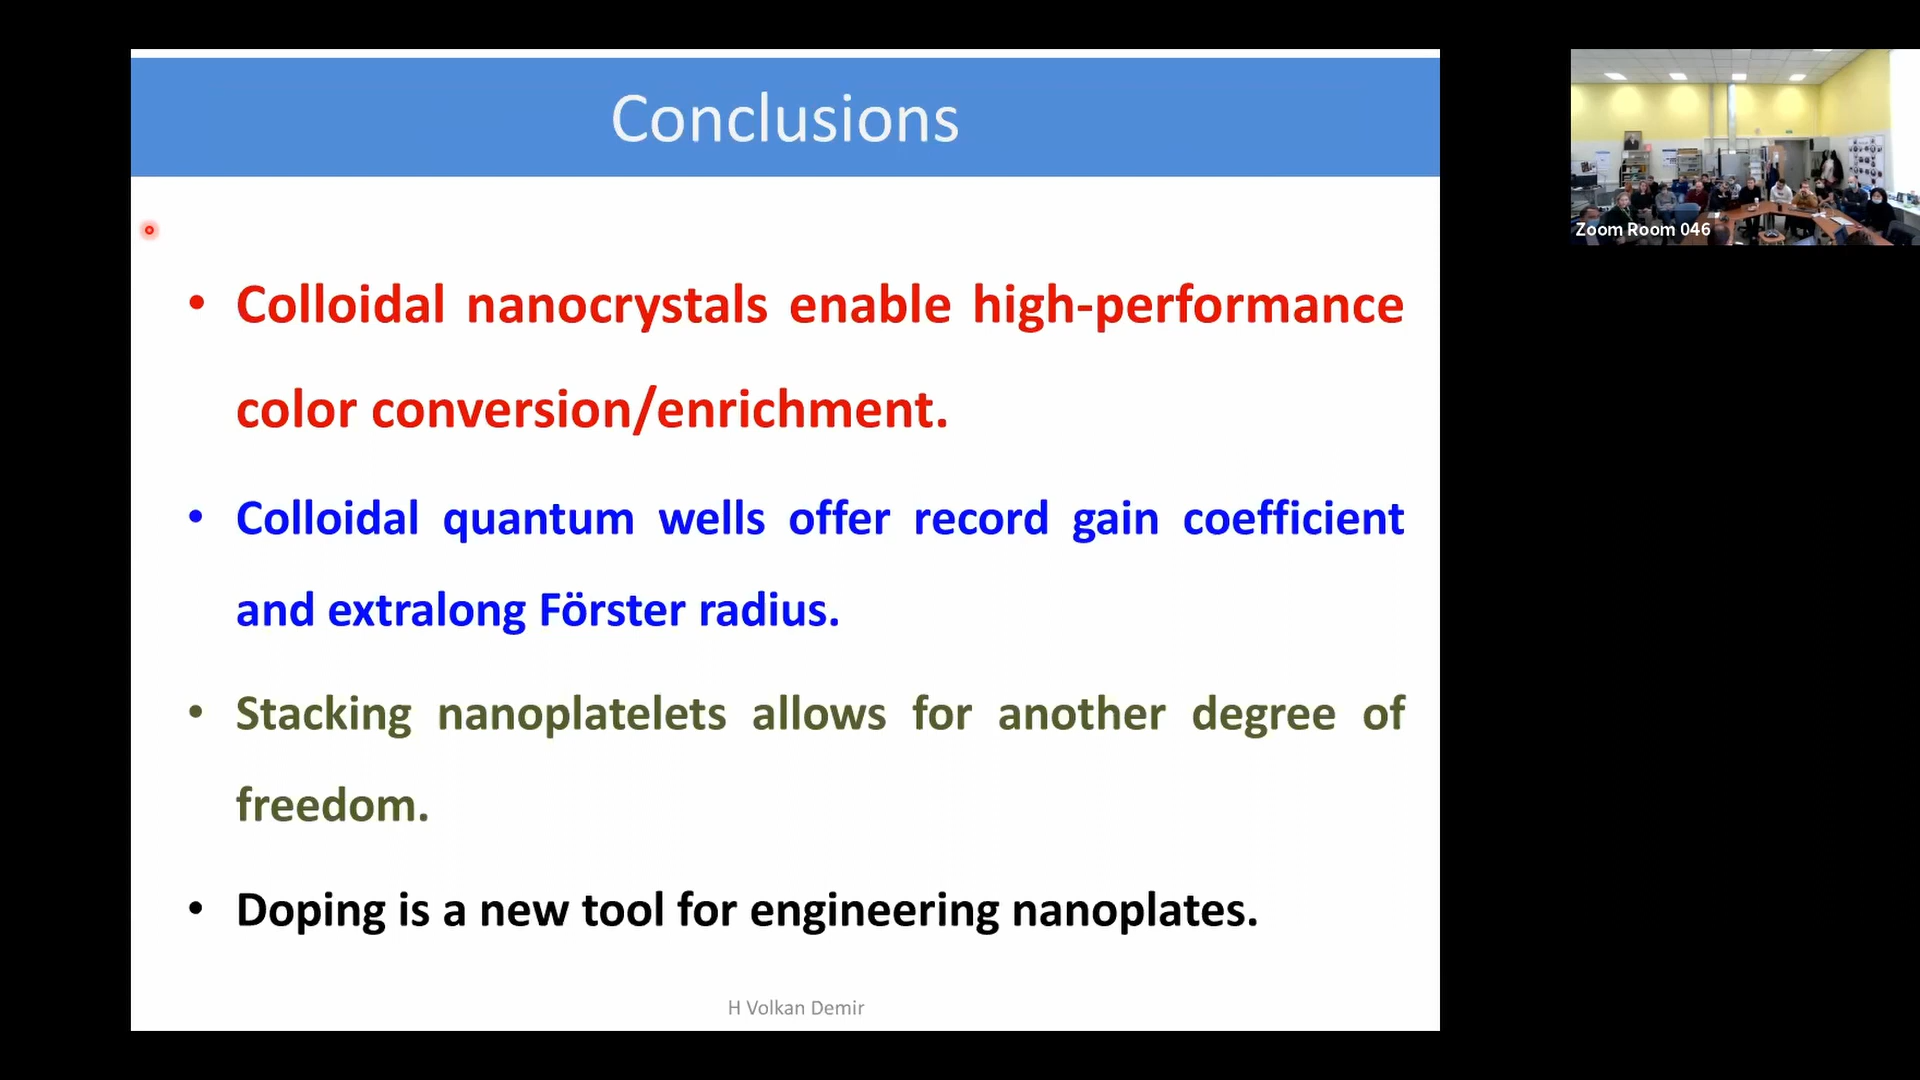 Conclusions
• Colloidal nanocrystals enable high-performance
color conversion/enrichment.
• Colloidal quantum wells offer record gain coefficient
and extralong Förster radius.
• Stacking nanoplatelets allows for another degree of
freedom.
• Doping is a new tool for engineering nanoplates.
H Volkan Demir
Zoom Room 046